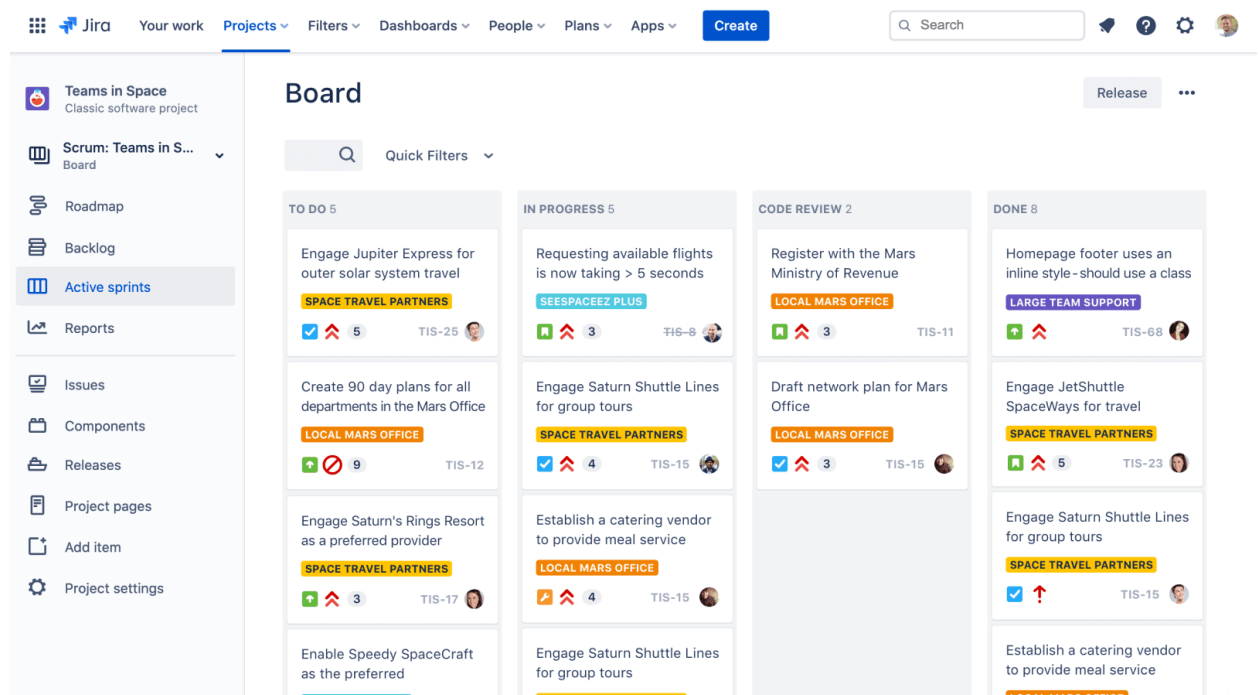 Jira
Your work
Projects
Filters
Dashboards
People
Plans
Apps
Create
Search
Teams in Space
Classic software project
Scrum: Teams in S...
Board
Roadmap
Backlog
Active sprints
Reports
Issues
Components
Releases
Project pages
Add item
Project settings
Board
Release
Quick Filters
TO DO 5
Engage Jupiter Express for
outer solar system travel
SPACE TRAVEL PARTNERS
5 TIS-25
Create 90 day plans for all
departments in the Mars Office
LOCAL MARS OFFICE
9 TIS-12
Engage Saturn's Rings Resort
as a preferred provider
SPACE TRAVEL PARTNERS
3 TIS-17
Enable Speedy SpaceCraft
as the preferred
IN PROGRESS 5
Requesting available flights
is now taking > 5 seconds
SEESPACEEZ PLUS
3 TIS-8
Engage Saturn Shuttle Lines
for group tours
SPACE TRAVEL PARTNERS
4 TIS-15
Establish a catering vendor
to provide meal service
LOCAL MARS OFFICE
4 TIS-15
Engage Saturn Shuttle Lines
for group tours
CODE REVIEW 2
Register with the Mars
Ministry of Revenue
LOCAL MARS OFFICE
3 TIS-11
Draft network plan for Mars
Office
LOCAL MARS OFFICE
3 TIS-15
DONE 8
Homepage footer uses an
inline style-should use a class
LARGE TEAM SUPPORT
TIS-68
Engage JetShuttle
SpaceWays for travel
SPACE TRAVEL PARTNERS
5 TIS-23
Engage Saturn Shuttle Lines
for group tours
SPACE TRAVEL PARTNERS
TIS-15
Establish a catering vendor
to provide meal service